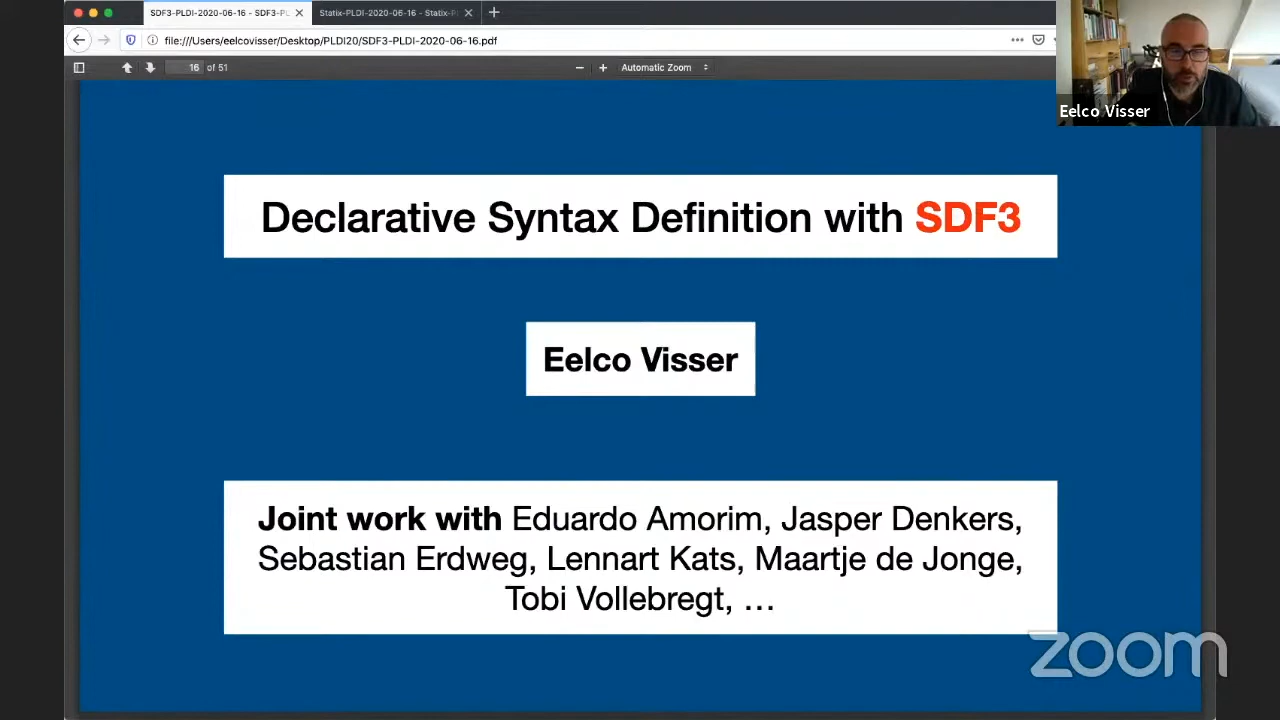 SDF3-PLDI-2020-06-16 - SDF3-PL
Statix-PLDI-2020-06-16 - Statix-P
file:///Users/eelcovisser/Desktop/PLDI20/SDF3-PLDI-2020-06-16.pdf
16 of 51
Automatic Zoom
Eelco Visser
Declarative Syntax Definition with SDF3
Eelco Visser
Joint work with Eduardo Amorim, Jasper Denkers,
Sebastian Erdweg, Lennart Kats, Maartje de Jonge,
Tobi Vollebregt, …
zoom